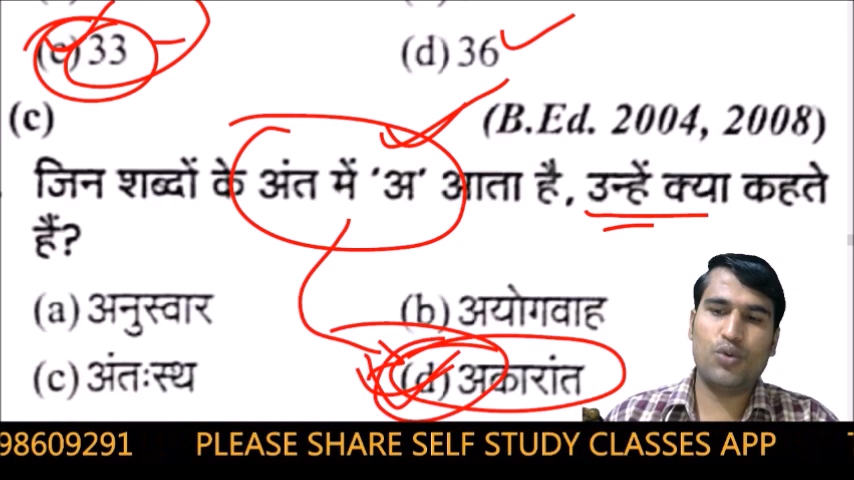 (c) 33 (d) 36
(c) (B.Ed. 2004, 2008)
जिन शब्दों के अंत में 'अ' आता है, उन्हें क्या कहते
हैं?
(a) अनुस्वार (b) अयोगवाह
(c) अंतःस्थ (d) अकारांत
98609291 PLEASE SHARE SELF STUDY CLASSES APP